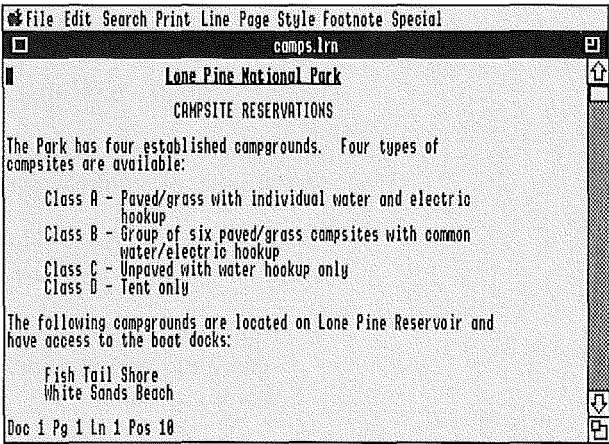 File Edit Search Print Line Page Style Footnote Special
camps.lrn
Lone Pine National Park
CAMPSITE RESERVATIONS
The Park has four established campgrounds. Four types of
campsites are available:
Class A - Paved/grass with individual water and electric
hookup
Class B - Group of six paved/grass campsites with common
water/electric hookup
Class C - Unpaved with water hookup only
Class D - Tent only
The following campgrounds are located on Lone Pine Reservoir and
have access to the boat docks:
Fish Tail Shore
White Sands Beach
Doc 1 Pg 1 Ln 1 Pos 10